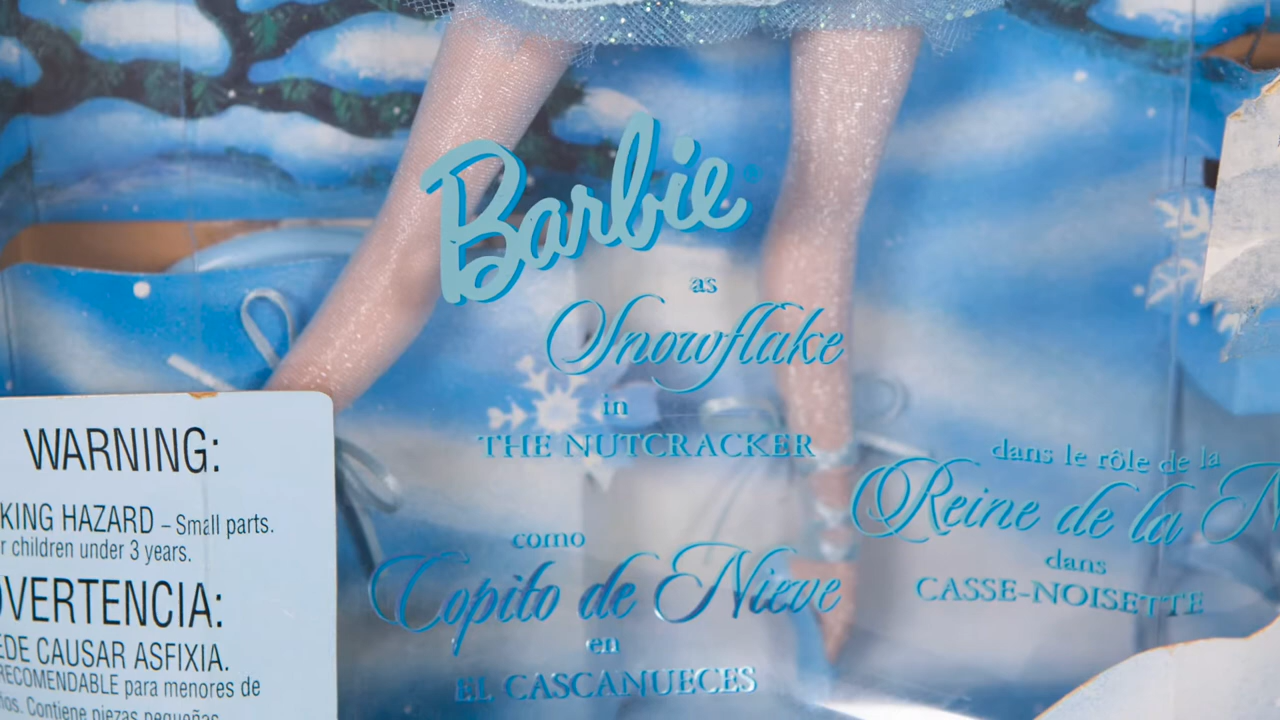 Barbie
as
Snowflake
in
THE NUTCRACKER
como
Copito de Nieve
en
EL CASCANUECES
dans le rôle de la
Reine de la N
dans
CASSE-NOISETTE
WARNING:
KING HAZARD – Small parts.
r children under 3 years.
DVERTENCIA:
EDE CAUSAR ASFIXIA.
RECOMENDABLE para menores de
ños. Contiene piezas pequeñas.